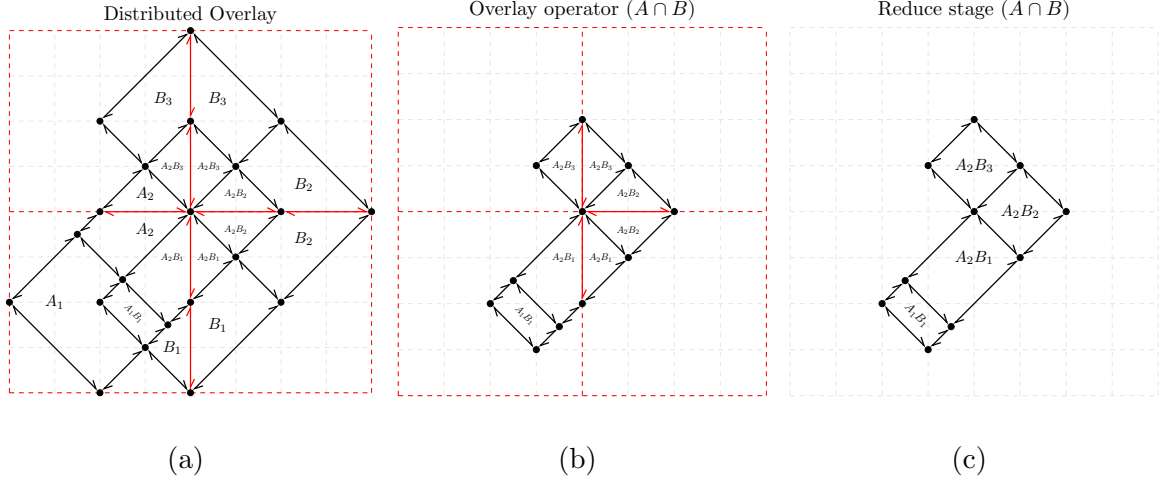 Distributed Overlay
B₃ B₃
A₂B₃ A₂B₃
A₂ A₂B₂ B₂
A₂ A₂B₂ B₂
A₂B₁ A₂B₁
A₁ A₁B₁ B₁
B₁
(a)
Overlay operator (A ∩ B)
A₂B₃ A₂B₃
A₂B₂
A₂B₂
A₂B₁ A₂B₁
A₁B₁
(b)
Reduce stage (A ∩ B)
A₂B₃
A₂B₂
A₂B₁
A₁B₁
(c)